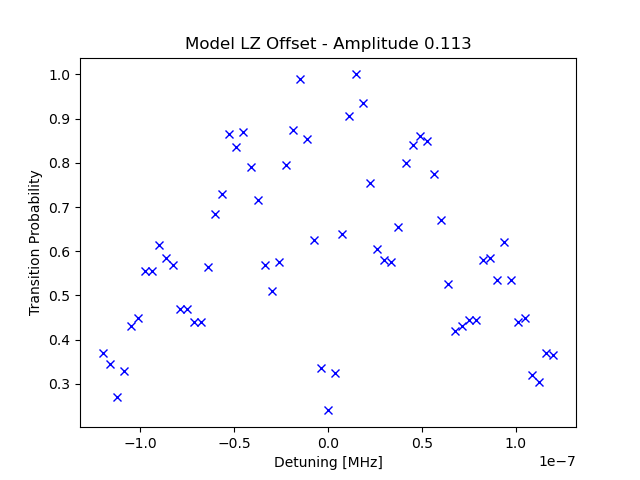 Model LZ Offset - Amplitude 0.113
Transition Probability
1.0
0.9
0.8
0.7
0.6
0.5
0.4
0.3
−1.0 −0.5 0.0 0.5 1.0
1e−7
Detuning [MHz]